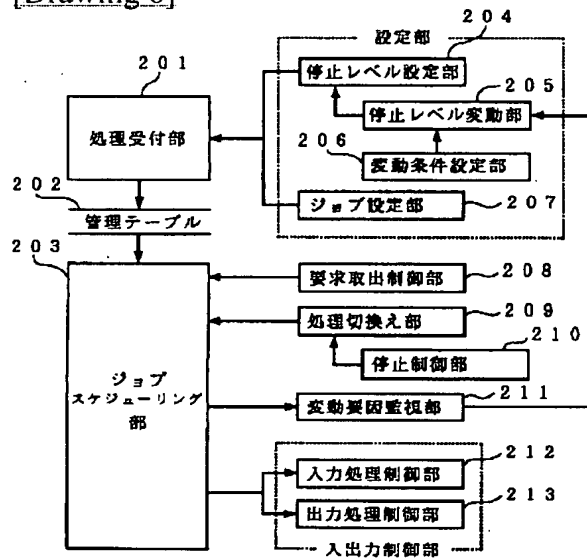 [Drawing 6]
設定部
204
停止レベル設定部
205
停止レベル変動部
206
変動条件設定部
ジョブ設定部
207
201
処理受付部
202
管理テーブル
203
ジョブ
スケジューリング
部
要求取出制御部
208
処理切換え部
209
停止制御部
210
変動要因監視部
211
入力処理制御部
212
出力処理制御部
213
入出力制御部